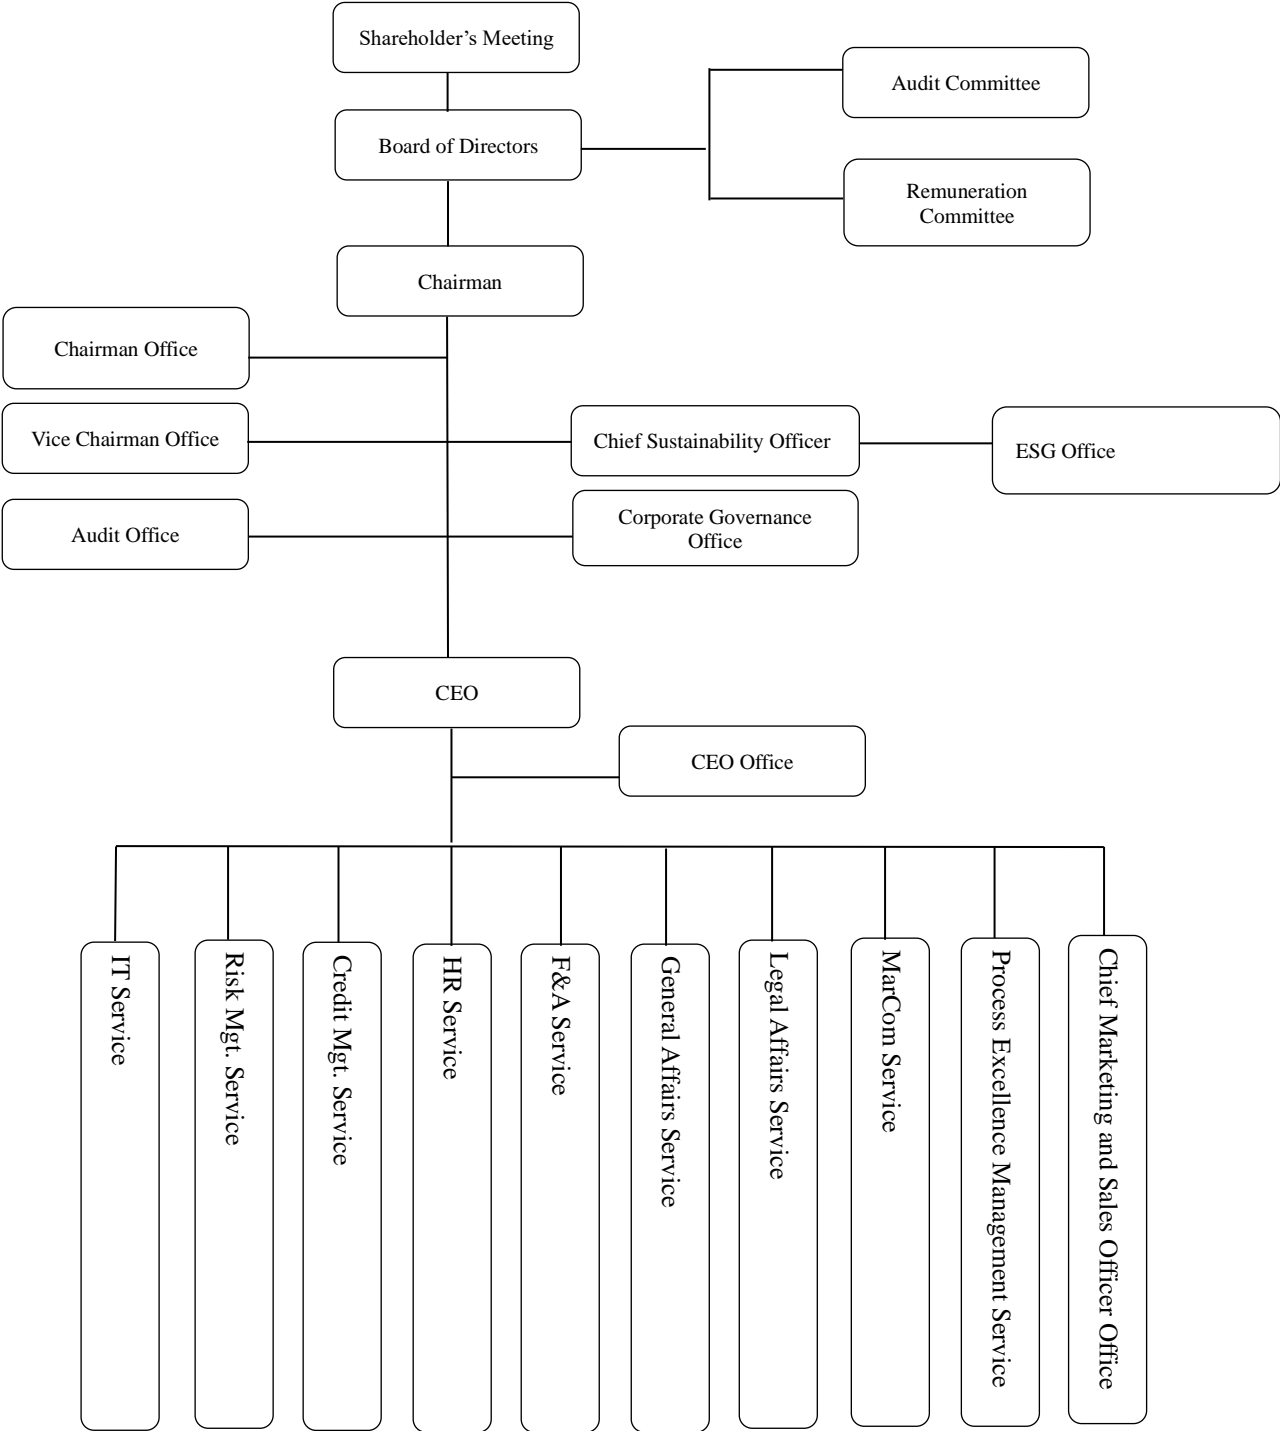 Shareholder’s Meeting
Audit Committee
Board of Directors
Remuneration
Committee
Chairman
Chairman Office
Vice Chairman Office
Chief Sustainability Officer
ESG Office
Audit Office
Corporate Governance
Office
CEO
CEO Office
IT Service
Risk Mgt. Service
Credit Mgt. Service
HR Service
F&A Service
General Affairs Service
Legal Affairs Service
MarCom Service
Process Excellence Management Service
Chief Marketing and Sales Officer Office